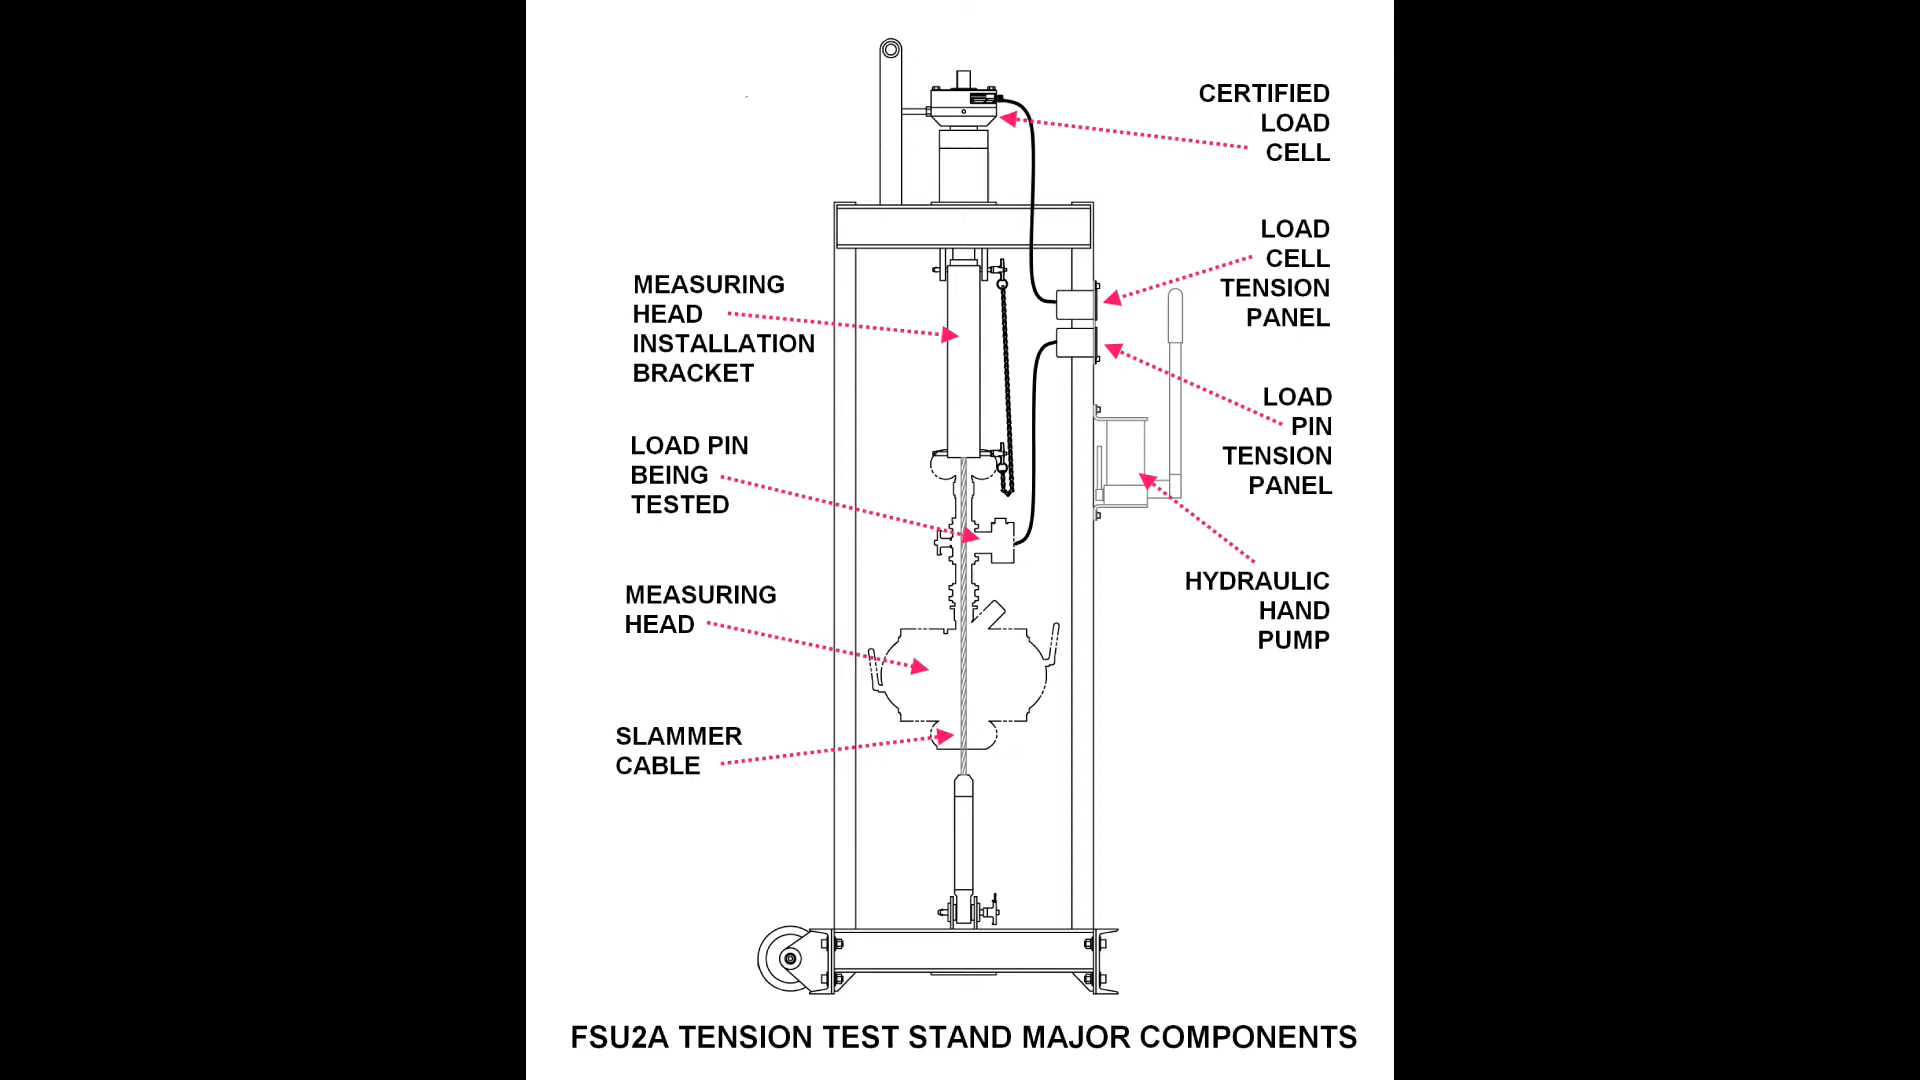 CERTIFIED
LOAD
CELL
LOAD
CELL
TENSION
PANEL
MEASURING
HEAD
INSTALLATION
BRACKET
LOAD
PIN
TENSION
PANEL
LOAD PIN
BEING
TESTED
HYDRAULIC
HAND
PUMP
MEASURING
HEAD
SLAMMER
CABLE
FSU2A TENSION TEST STAND MAJOR COMPONENTS